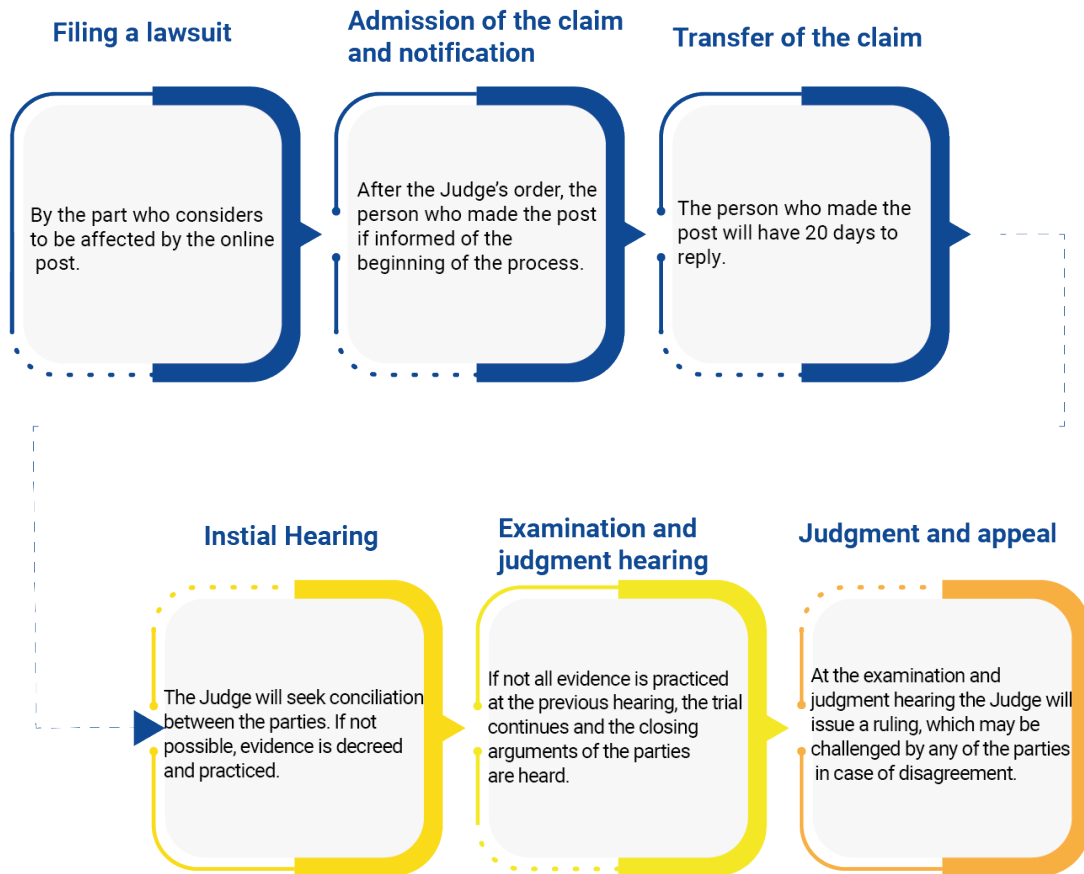 Filing a lawsuit
By the part who considers
to be affected by the online
post.
Admission of the claim
and notification
After the Judge's order, the
person who made the post
if informed of the
beginning of the process.
Transfer of the claim
The person who made the
post will have 20 days to
reply.
Instial Hearing
The Judge will seek conciliation
between the parties. If not
possible, evidence is decreed
and practiced.
Examination and
judgment hearing
If not all evidence is practiced
at the previous hearing, the trial
continues and the closing
arguments of the parties
are heard.
Judgment and appeal
At the examination and
judgment hearing the Judge will
issue a ruling, which may be
challenged by any of the parties
in case of disagreement.